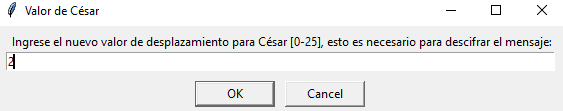 Valor de César
Ingrese el nuevo valor de desplazamiento para César [0-25], esto es necesario para descifrar el mensaje:
2
OK Cancel